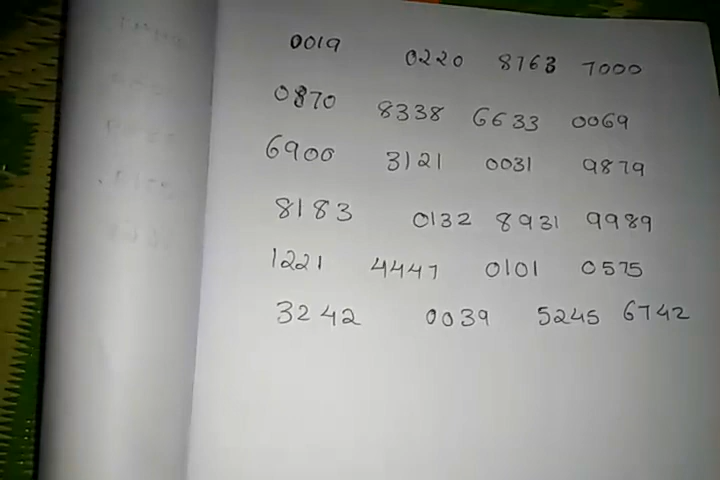 0019 0220 8763 7000
0870 8338 6633 0069
6900 3121 0031 9879
8183 0132 8931 9989
1221 4447 0101 0575
3242 0039 5245 6742